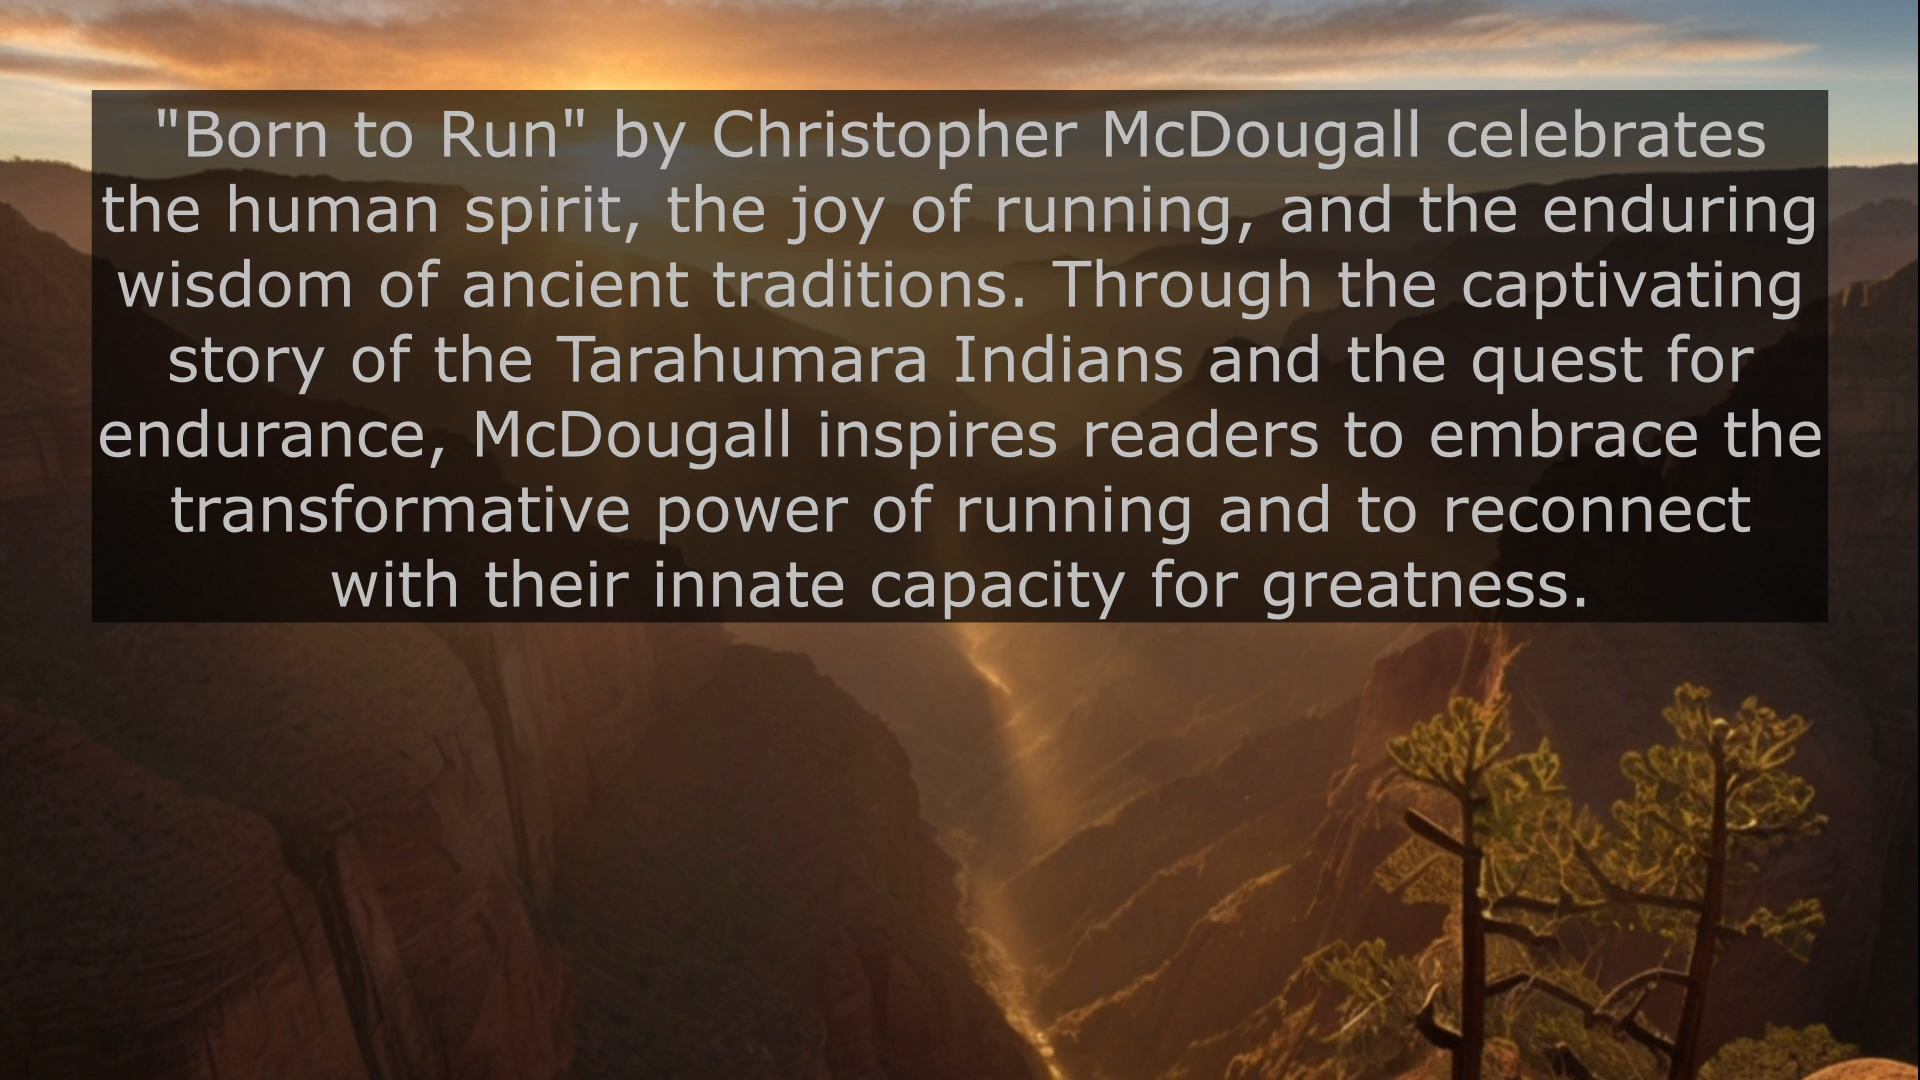 "Born to Run" by Christopher McDougall celebrates
the human spirit, the joy of running, and the enduring
wisdom of ancient traditions. Through the captivating
story of the Tarahumara Indians and the quest for
endurance, McDougall inspires readers to embrace the
transformative power of running and to reconnect
with their innate capacity for greatness.